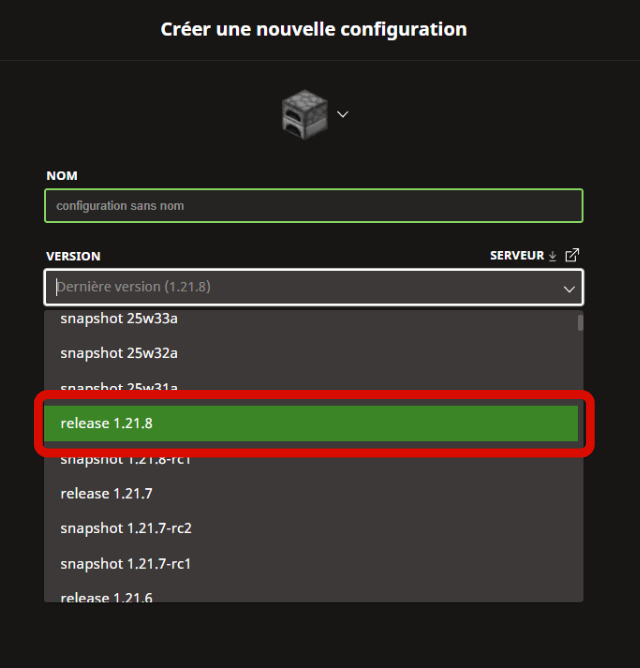 Créer une nouvelle configuration
NOM
configuration sans nom
VERSION
SERVEUR
Dernière version (1.21.8)
snapshot 25w33a
snapshot 25w32a
snapshot 25w31a
release 1.21.8
snapshot 1.21.8-rc1
release 1.21.7
snapshot 1.21.7-rc2
snapshot 1.21.7-rc1
release 1.21.6